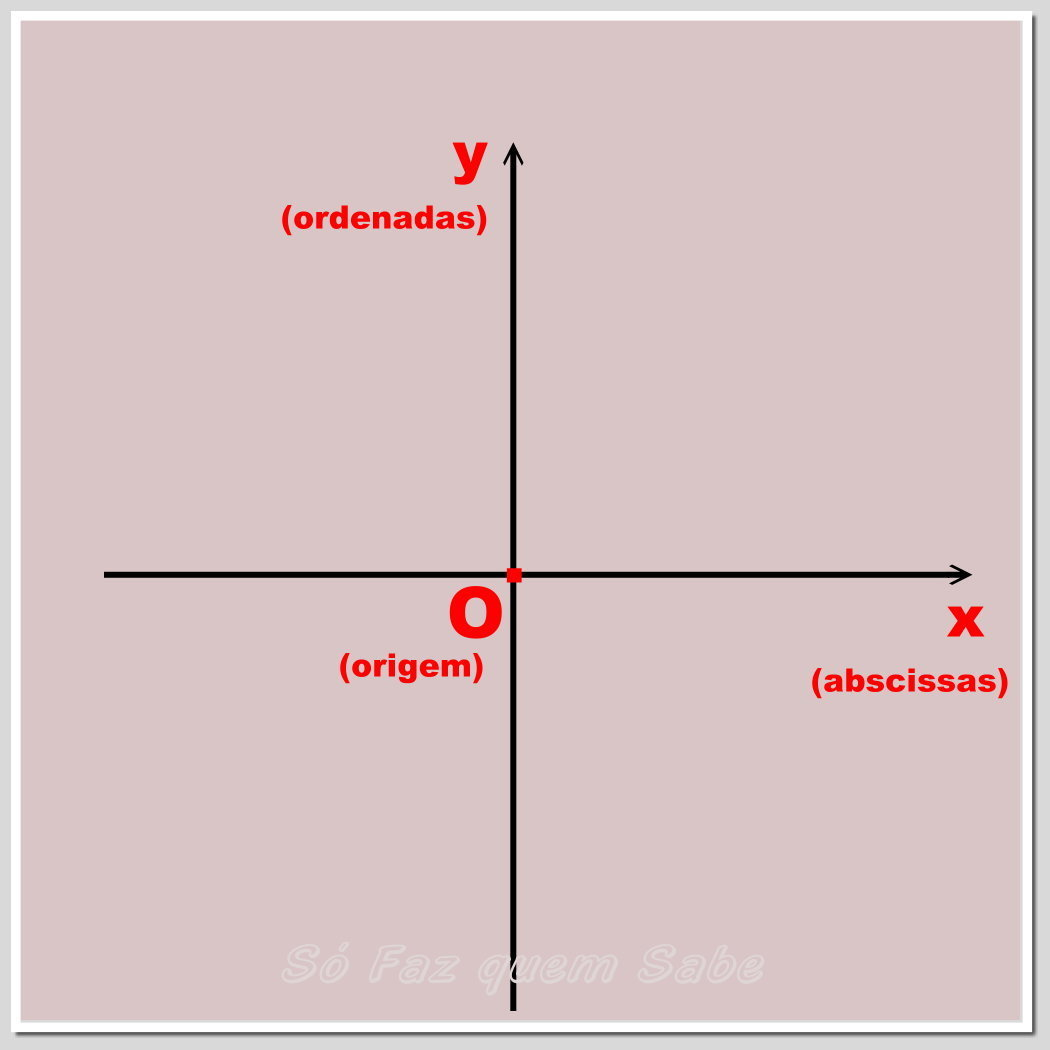 y
(ordenadas)
O
x
(origem)
(abscissas)
Só Faz quem Sabe